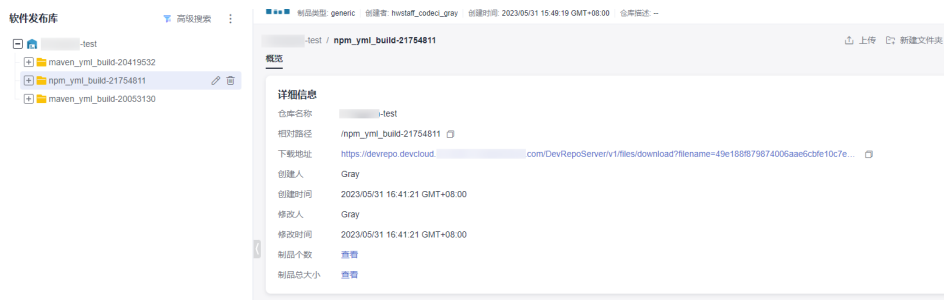 软件发布库
高级搜索
-test
maven_yml_build-20419532
npm_yml_build-21754811
maven_yml_build-20053130
制品类型: generic 创建者: hwstaff_codeci_gray 创建时间: 2023/05/31 15:49:19 GMT+08:00 仓库描述: --
-test / npm_yml_build-21754811
上传 新建文件夹
概览
详细信息
仓库名称 -test
相对路径 /npm_yml_build-21754811
下载地址 https://devrepo.devcloud. com/DevRepoServer/v1/files/download?filename=49e188f879874006aae6cbfe10c7e...
创建人 Gray
创建时间 2023/05/31 16:41:21 GMT+08:00
修改人 Gray
修改时间 2023/05/31 16:41:21 GMT+08:00
制品个数 查看
制品总大小 查看